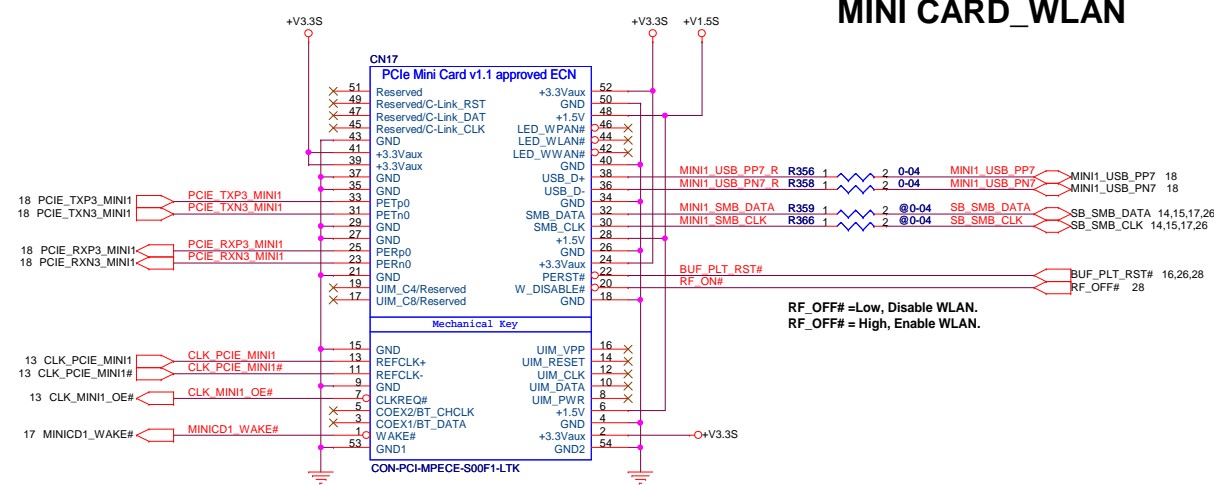 MINI CARD_WLAN
+V3.3S
+V3.3S +V1.5S
CN17
PCIe Mini Card v1.1 approved ECN
51 Reserved +3.3Vaux 52
49 Reserved/C-Link_RST GND 50
47 Reserved/C-Link_DAT +1.5V 48
45 Reserved/C-Link_CLK LED_WPAN# 46
43 GND LED_WLAN# 44
41 +3.3Vaux LED_WWAN# 42
39 +3.3Vaux GND 40
37 GND USB_D+ 38 MINI1_USB_PP7_R R356 1 2 0-04 MINI1_USB_PP7 MINI1_USB_PP7 18
35 GND USB_D- 36 MINI1_USB_PN7_R R358 1 2 0-04 MINI1_USB_PN7 MINI1_USB_PN7 18
18 PCIE_TXP3_MINI1 PCIE_TXP3_MINI1 33 PETp0 GND 34
18 PCIE_TXN3_MINI1 PCIE_TXN3_MINI1 31 PETn0 SMB_DATA 32 MINI1_SMB_DATA R359 1 2 @0-04 SB_SMB_DATA SB_SMB_DATA 14,15,17,26
29 GND SMB_CLK 30 MINI1_SMB_CLK R366 1 2 @0-04 SB_SMB_CLK SB_SMB_CLK 14,15,17,26
27 GND +1.5V 28
18 PCIE_RXP3_MINI1 PCIE_RXP3_MINI1 25 PERp0 GND 26
18 PCIE_RXN3_MINI1 PCIE_RXN3_MINI1 23 PERn0 +3.3Vaux 24
21 GND PERST# 22 BUF_PLT_RST# BUF_PLT_RST# 16,26,28
19 UIM_C4/Reserved W_DISABLE# 20 RF_ON# RF_OFF# 28
17 UIM_C8/Reserved GND 18
RF_OFF# =Low, Disable WLAN.
RF_OFF# = High, Enable WLAN.
Mechanical Key
15 GND UIM_VPP 16
13 CLK_PCIE_MINI1 CLK_PCIE_MINI1 13 REFCLK+ UIM_RESET 14
13 CLK_PCIE_MINI1# CLK_PCIE_MINI1# 11 REFCLK- UIM_CLK 12
9 GND UIM_DATA 10
13 CLK_MINI1_OE# CLK_MINI1_OE# 7 CLKREQ# UIM_PWR 8
5 COEX2/BT_CHCLK +1.5V 6
3 COEX1/BT_DATA GND 4
17 MINICD1_WAKE# MINICD1_WAKE# 1 WAKE# +3.3Vaux 2 +V3.3S
53 GND1 GND2 54
CON-PCI-MPECE-S00F1-LTK